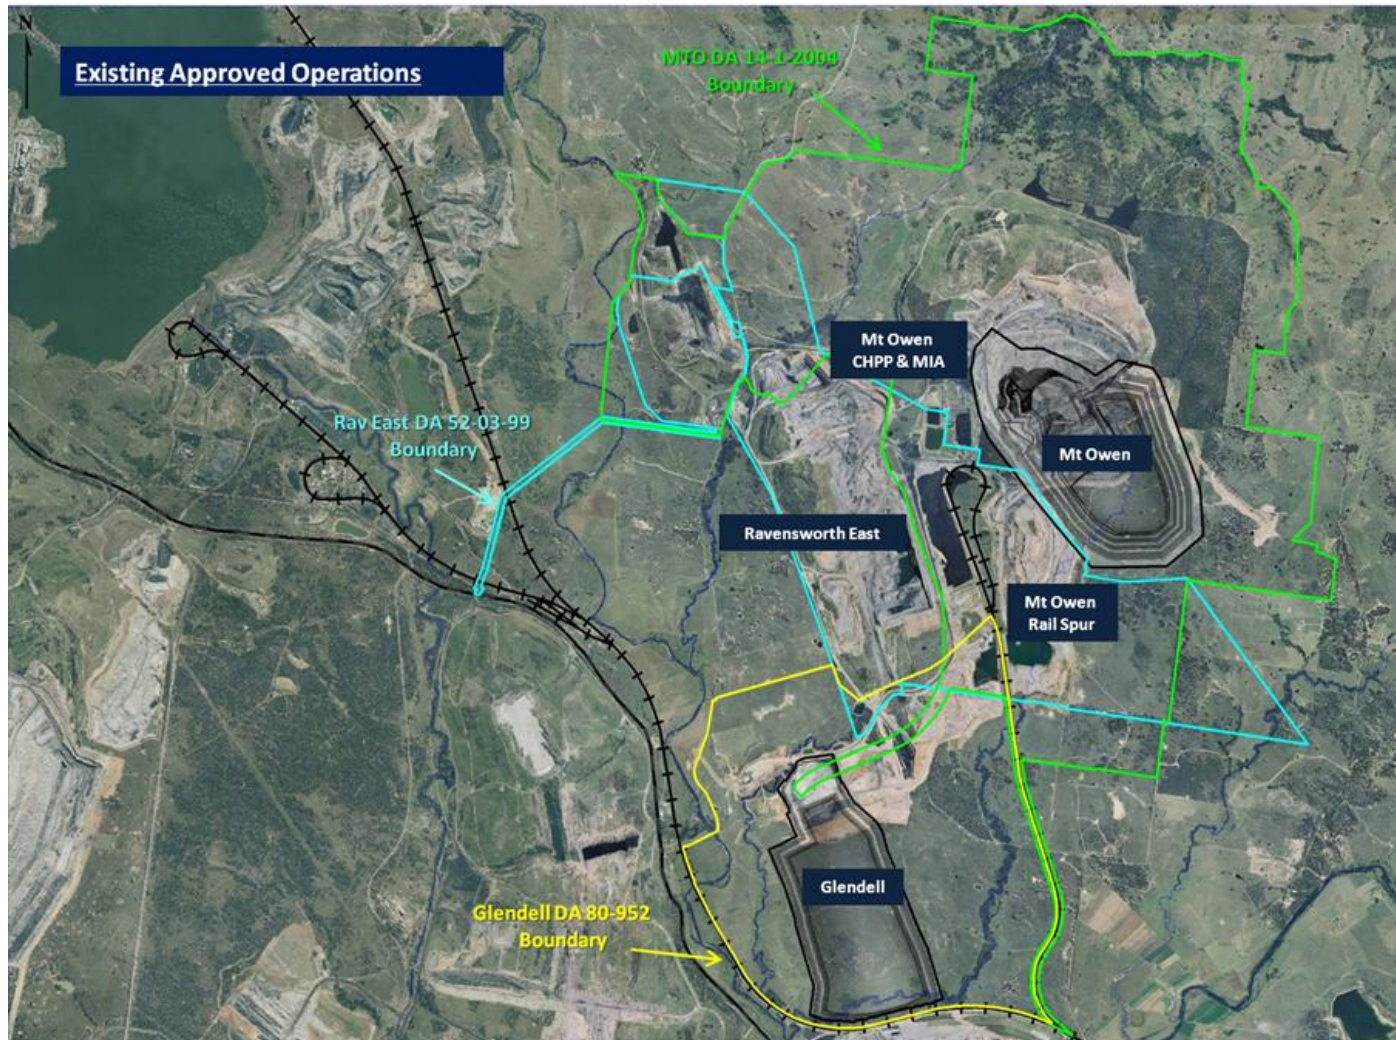 N
Existing Approved Operations
MTO DA 14-1-2004
Boundary
Mt Owen
CHPP & MIA
Rav East DA 52-03-99
Boundary
Mt Owen
Ravensworth East
Mt Owen
Rail Spur
Glendell
Glendell DA 80-952
Boundary